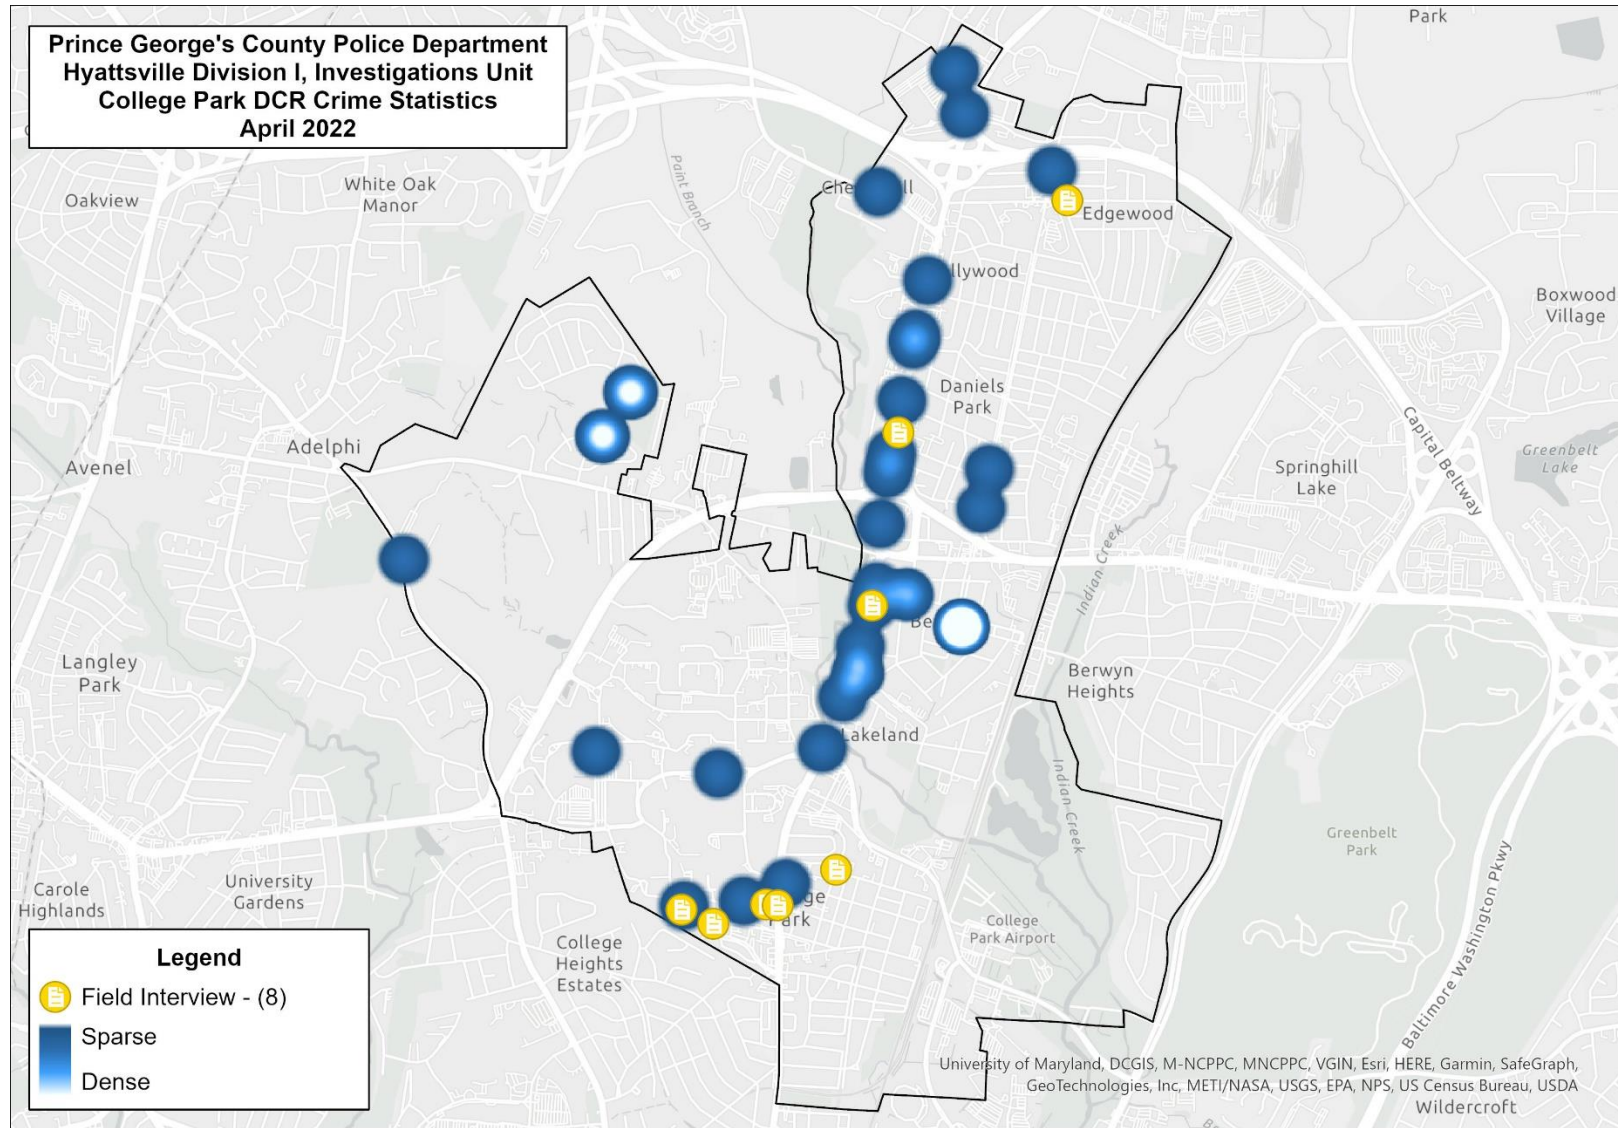 Prince George's County Police Department
Hyattsville Division I, Investigations Unit
College Park DCR Crime Statistics
April 2022
Park
Oakview
White Oak
Manor
Paint Branch
Edgewood
Boxwood
Village
Daniels
Park
Adelphi
Avenel
Capital Beltway
Springhill
Lake
Greenbelt
Lake
Indian Creek
Langley
Park
Berwyn
Heights
Lakeland
Indian Creek
Greenbelt
Park
Carole
Highlands
University
Gardens
Park
College
Park Airport
College
Heights
Estates
Baltimore Washington Pkwy
Legend
Field Interview - (8)
Sparse
Dense
University of Maryland, DCGIS, M-NCPPC, MNCPPC, VGIN, Esri, HERE, Garmin, SafeGraph,
GeoTechnologies, Inc, METI/NASA, USGS, EPA, NPS, US Census Bureau, USDA
Wildercroft